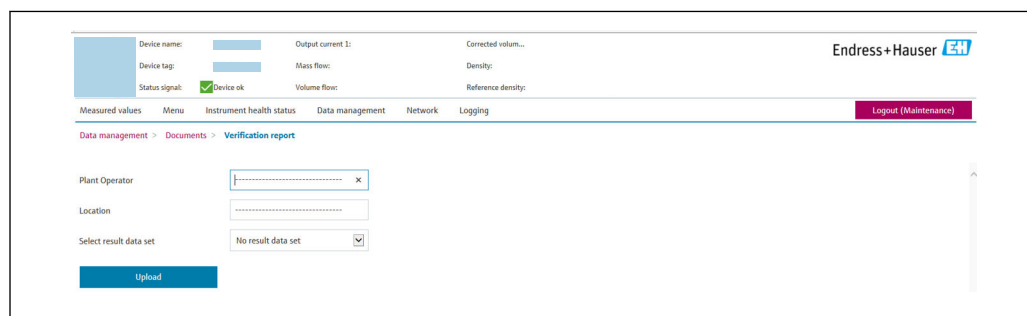 Device name: Output current 1: Corrected volum...
Endress+Hauser EH
Device tag: Mass flow: Density:
Status signal: Device ok Volume flow: Reference density:
Measured values Menu Instrument health status Data management Network Logging Logout (Maintenance)
Data management > Documents > Verification report
Plant Operator -------------------------------- ×
Location --------------------------------
Select result data set No result data set
Upload